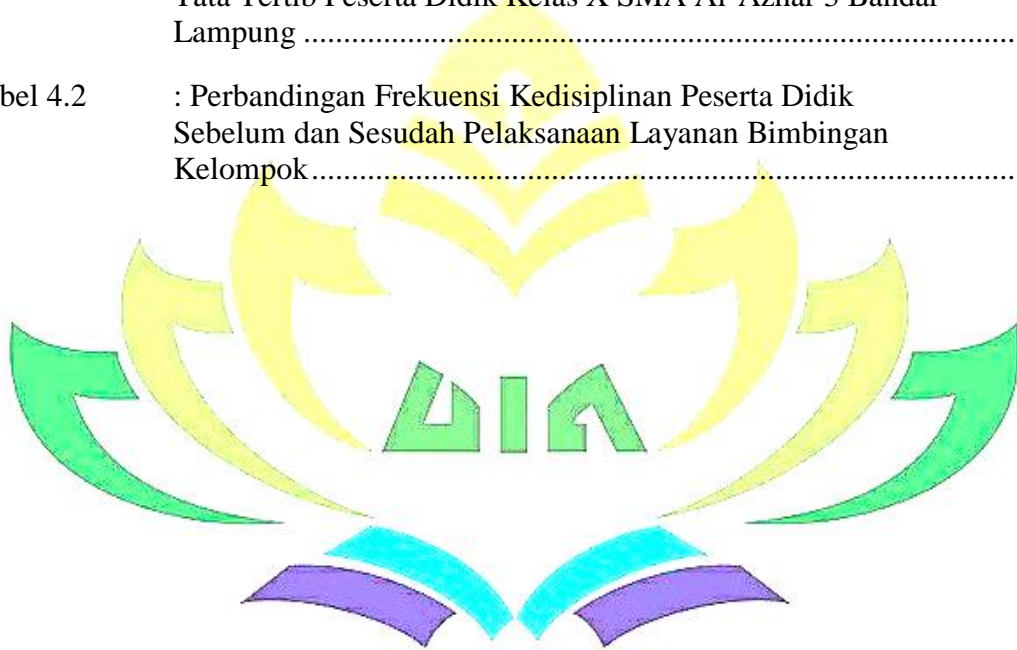 Tata Tertib Peserta Didik Kelas X SMA Al-Azhar 3 Bandar
Lampung ..........................................................................................
bel 4.2 : Perbandingan Frekuensi Kedisiplinan Peserta Didik
Sebelum dan Sesudah Pelaksanaan Layanan Bimbingan
Kelompok.........................................................................................
UIN